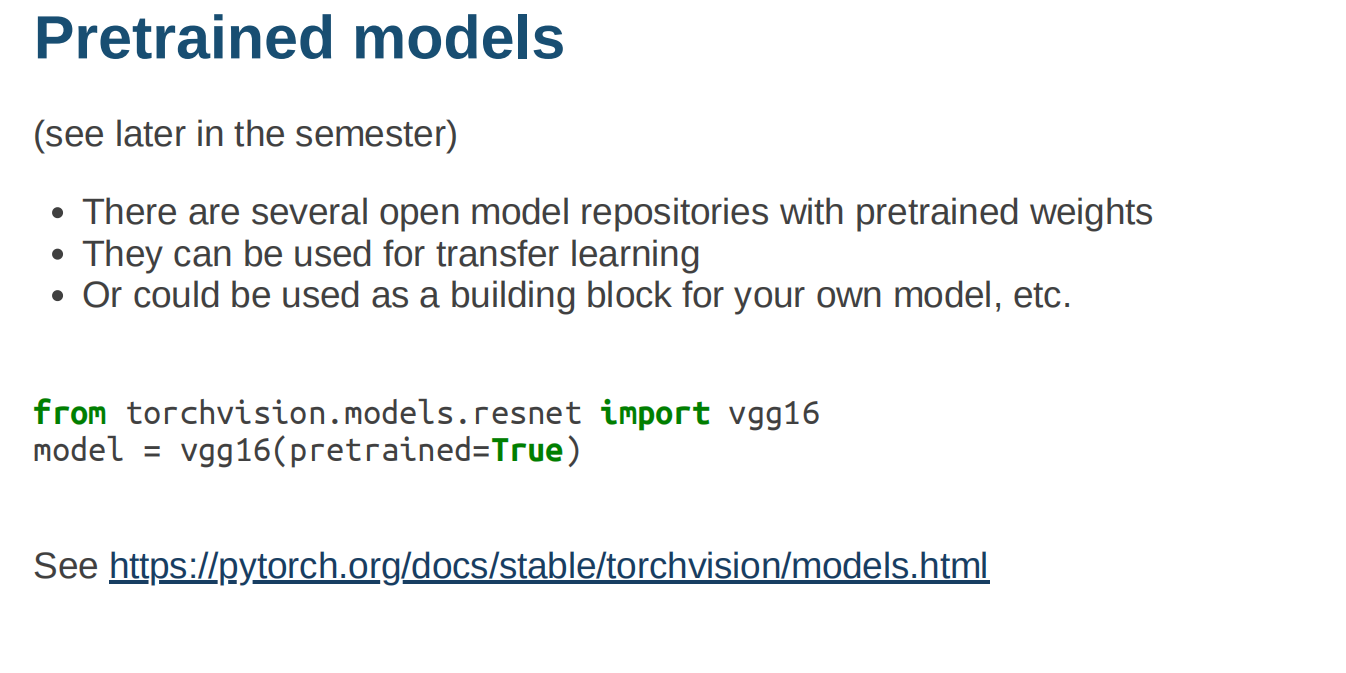 Pretrained models
(see later in the semester)
• There are several open model repositories with pretrained weights
• They can be used for transfer learning
• Or could be used as a building block for your own model, etc.
from torchvision.models.resnet import vgg16
model = vgg16(pretrained=True)
See https://pytorch.org/docs/stable/torchvision/models.html